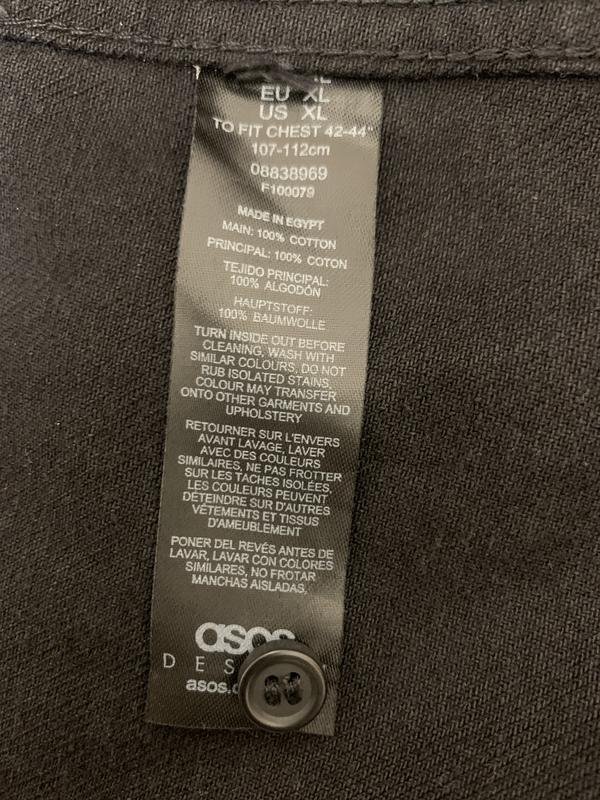 EU XL
US XL
TO FIT CHEST 42-44"
107-112cm
08838969
F100079
MADE IN EGYPT
MAIN: 100% COTTON
PRINCIPAL: 100% COTON
TEJIDO PRINCIPAL:
100% ALGODÓN
HAUPTSTOFF:
100% BAUMWOLLE
TURN INSIDE OUT BEFORE
CLEANING, WASH WITH
SIMILAR COLOURS, DO NOT
RUB ISOLATED STAINS,
COLOUR MAY TRANSFER
ONTO OTHER GARMENTS AND
UPHOLSTERY
RETOURNER SUR L'ENVERS
AVANT LAVAGE, LAVER
AVEC DES COULEURS
SIMILAIRES, NE PAS FROTTER
SUR LES TACHES ISOLÉES,
LES COULEURS PEUVENT
DÉTEINDRE SUR D'AUTRES
VÊTEMENTS ET TISSUS
D'AMEUBLEMENT
PONER DEL REVÉS ANTES DE
LAVAR, LAVAR CON COLORES
SIMILARES, NO FROTAR
MANCHAS AISLADAS,
asos
DES
asos.